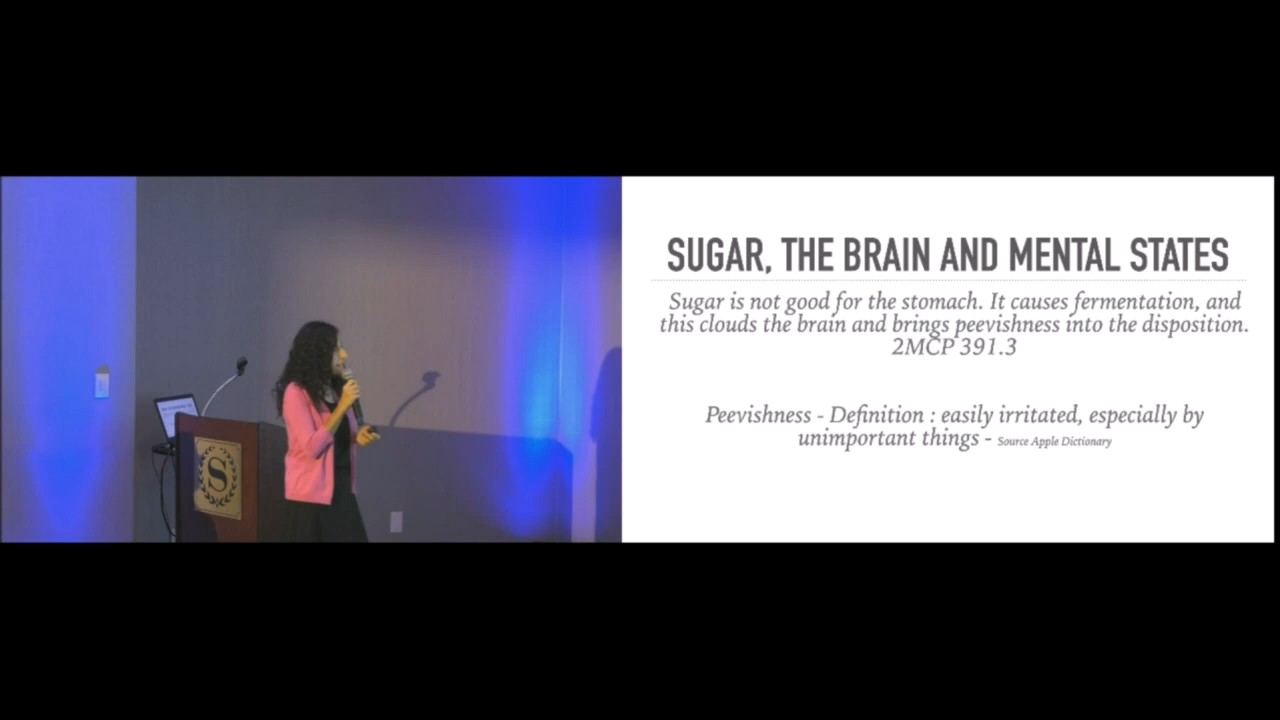 S
SUGAR, THE BRAIN AND MENTAL STATES
Sugar is not good for the stomach. It causes fermentation, and
this clouds the brain and brings peevishness into the disposition.
2MCP 391.3
Peevishness - Definition : easily irritated, especially by
unimportant things - Source Apple Dictionary